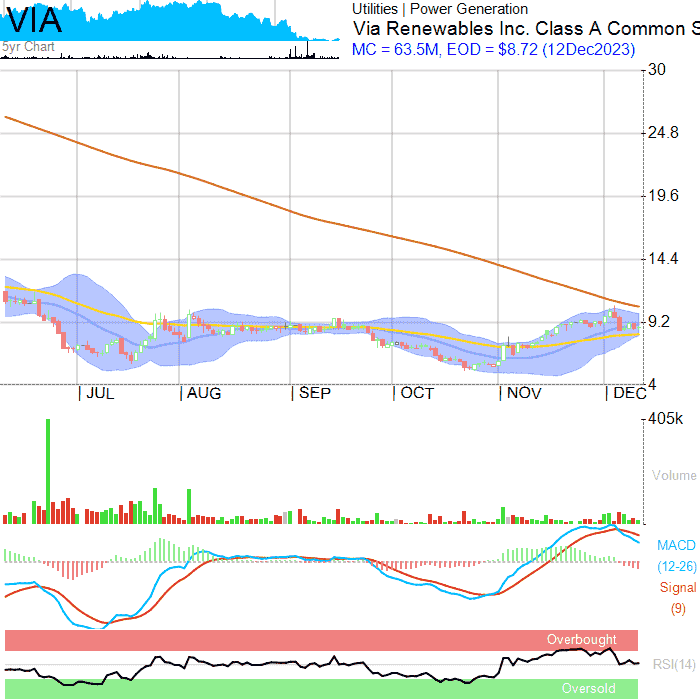 VIA
5yr Chart
Utilities | Power Generation
Via Renewables Inc. Class A Common S
MC = 63.5M, EOD = $8.72 (12Dec2023)
30
24.8
19.6
14.4
9.2
4
| JUL | AUG | SEP | OCT | NOV | DEC
405k
Volume
MACD
(12-26)
Signal
(9)
Overbought
RSI(14)
Oversold